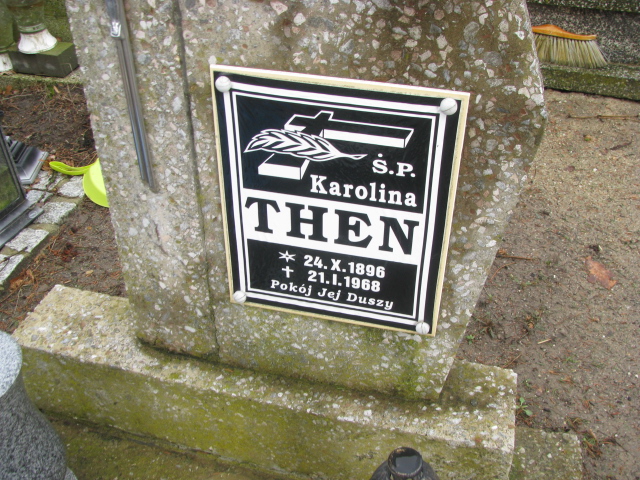 Ś.P.
Karolina
THEN
* 24.X.1896
† 21.I.1968
Pokój Jej Duszy